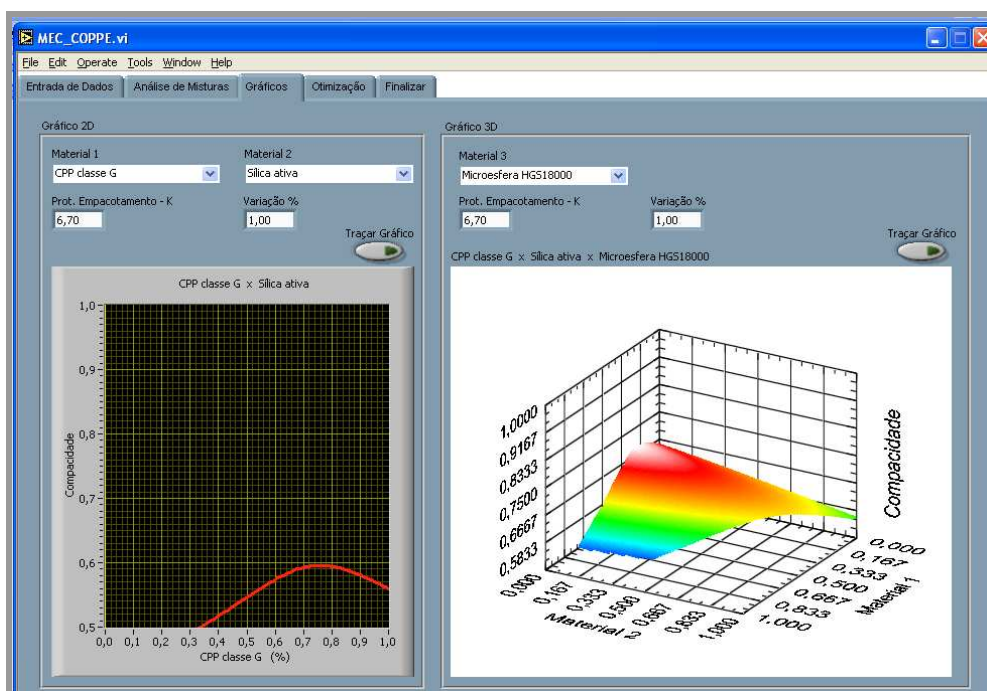 MEC_COPPE.vi
File Edit Operate Tools Window Help
Entrada de Dados Análise de Misturas Gráficos Otimização Finalizar
Gráfico 2D
Material 1 Material 2
CPP classe G Sílica ativa
Prot. Empacotamento - K Variação %
6,70 1,00
Traçar Gráfico
CPP classe G x Sílica ativa
1,0
0,9
0,8
0,7
0,6
0,5
Compacidade
0,0 0,1 0,2 0,3 0,4 0,5 0,6 0,7 0,8 0,9 1,0
CPP classe G (%)
Gráfico 3D
Material 3
Microesfera HGS18000
Prot. Empacotamento - K Variação %
6,70 1,00
Traçar Gráfico
CPP classe G x Sílica ativa x Microesfera HGS18000
1,0000
0,9167
0,8333
0,7500
0,6667
0,5833
Compacidade
0,000 0,167 0,333 0,500 0,667 0,833 1,000
Material 2
0,000
0,167
0,333
0,500
0,667
0,833
1.000
Material 1